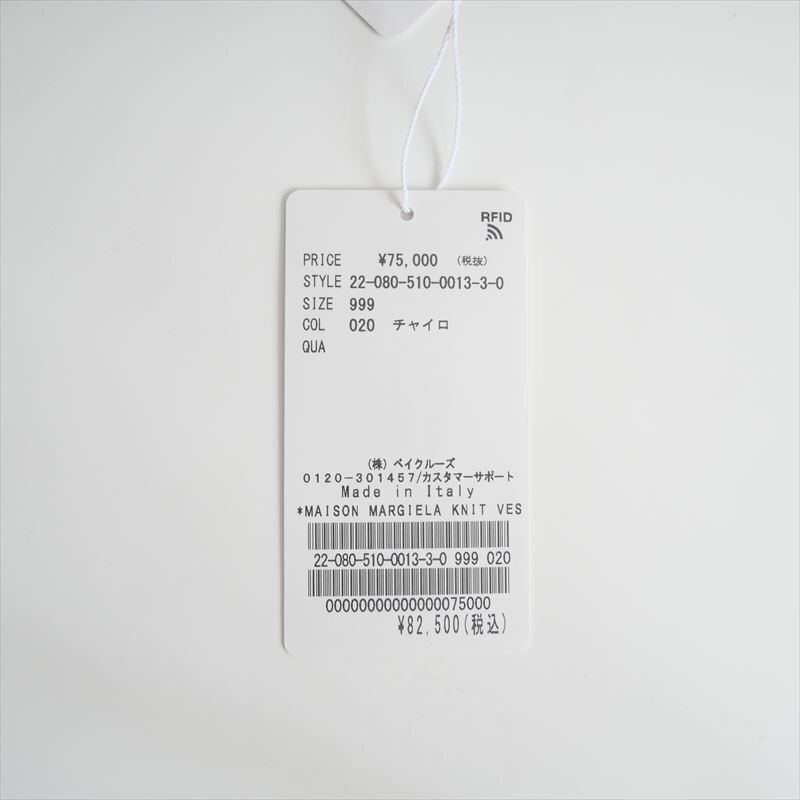 RFID
PRICE ¥75,000 (税抜)
STYLE 22-080-510-0013-3-0
SIZE 999
COL 020 チャイロ
QUA
(株) ベイクルーズ
0120-301457/カスタマーサポート
Made in Italy
*MAISON MARGIELA KNIT VES
22-080-510-0013-3-0 999 020
00000000000000075000
¥82,500(税込)